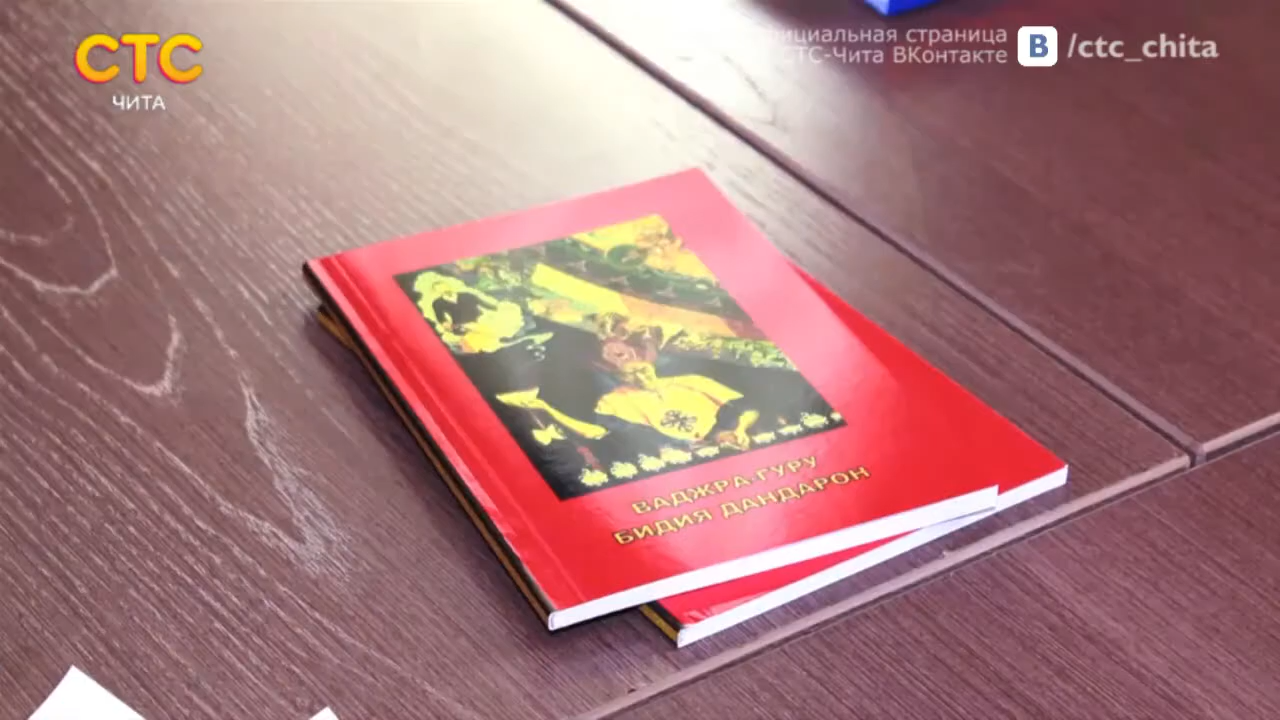 СТС
ЧИТА
официальная страница
СТС-Чита ВКонтакте
В /ctc_chita
ВАДЖРА-ГУРУ
БИДИЯ ДАНДАРОН